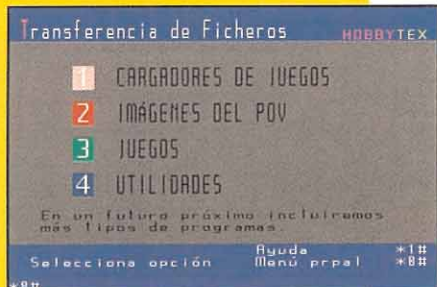 Transferencia de Ficheros
HOBBYTEX
1 CARGADORES DE JUEGOS
2 IMÁGENES DEL POV
3 JUEGOS
4 UTILIDADES
En un futuro próximo incluiremos
más tipos de programas.
Ayuda *1#
Selecciona opción Menú prpal *0#